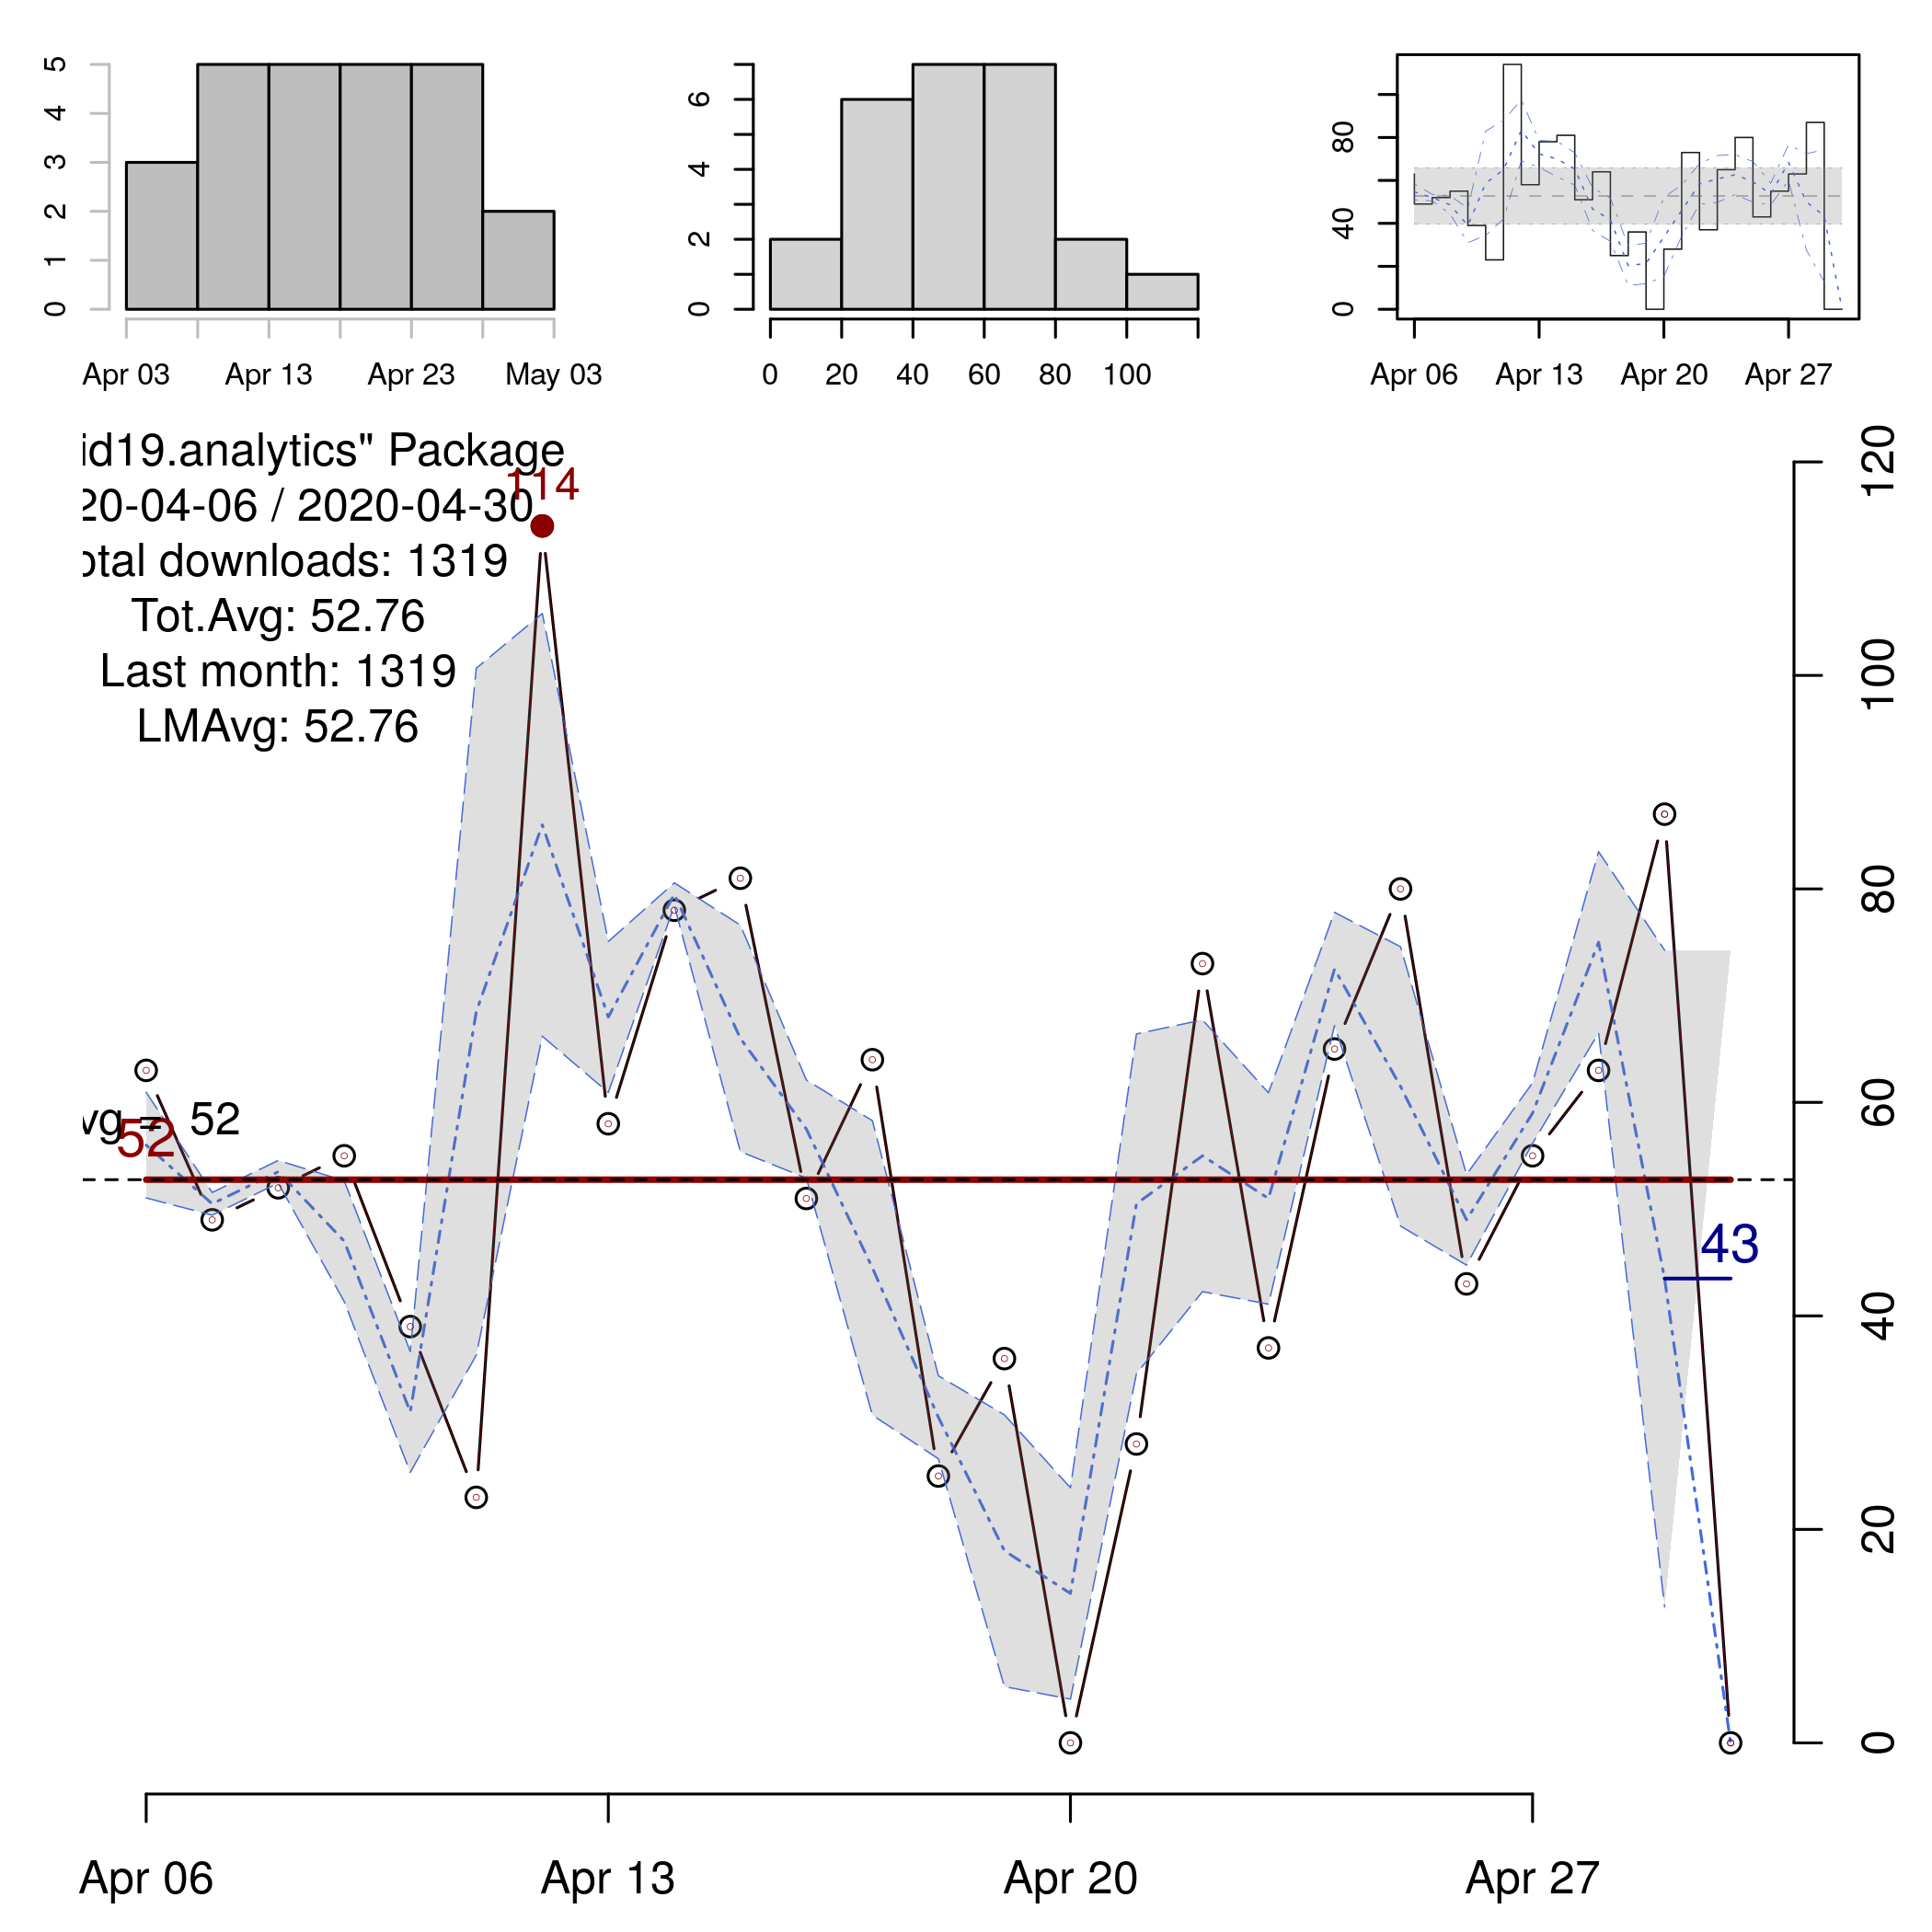 5
4
3
2
1
0
Apr 03 Apr 13 Apr 23 May 03
6
4
2
0
0 20 40 60 80 100
80
40
0
Apr 06 Apr 13 Apr 20 Apr 27
id19.analytics" Package
114
20-04-06 / 2020-04-30
otal downloads: 1319
Tot.Avg: 52.76
Last month: 1319
LMAvg: 52.76
vg = 52
52
43
120
100
80
60
40
20
0
Apr 06 Apr 13 Apr 20 Apr 27